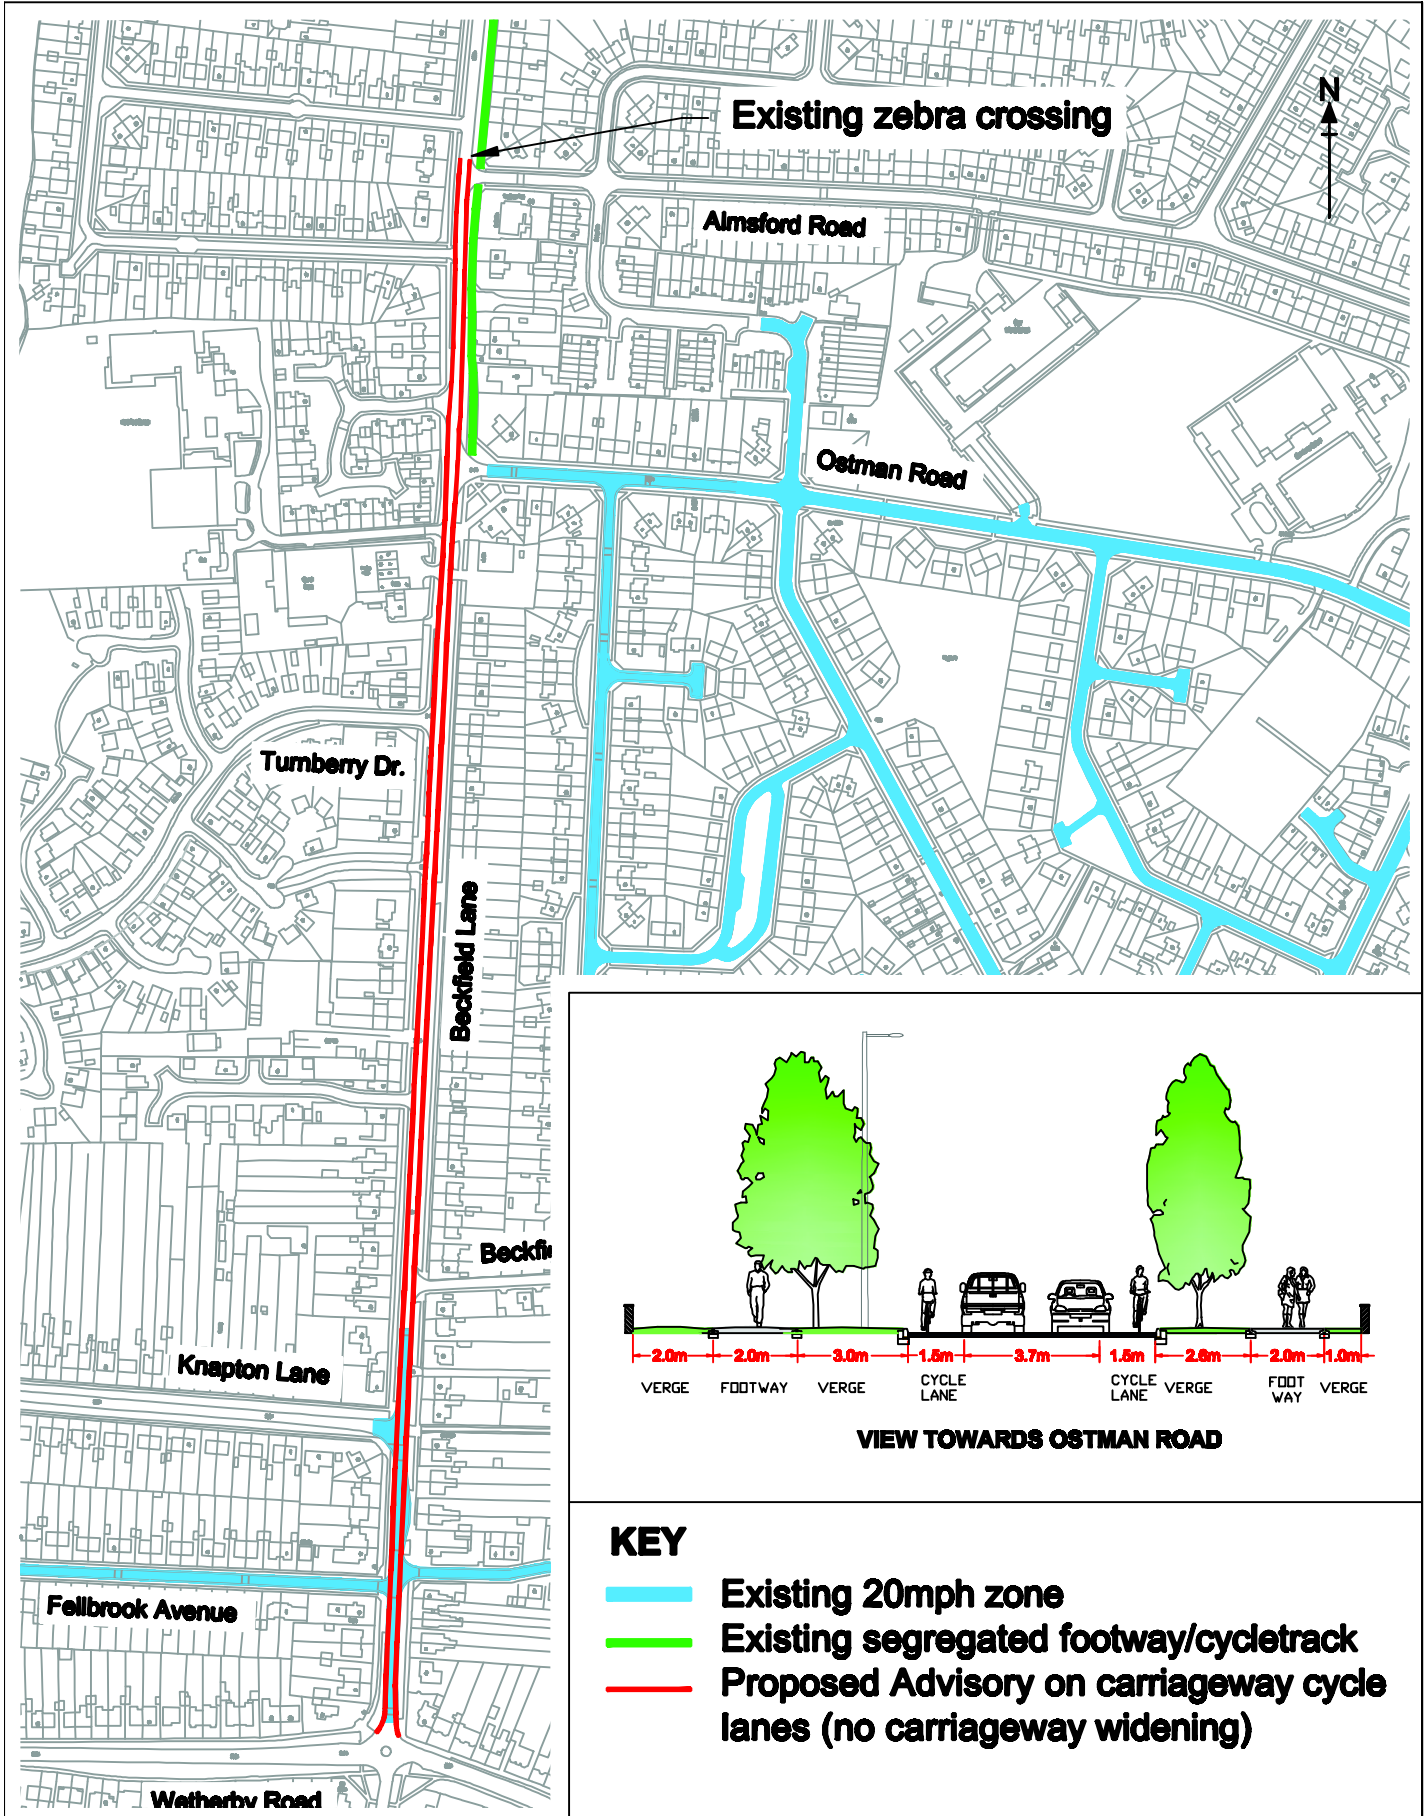 N
Existing zebra crossing
Almsford Road
Ostman Road
Turnberry Dr.
Beckfield Lane
Beckfi
Knapton Lane
Fellbrook Avenue
Wetherby Road
2.0m 2.0m 3.0m 1.5m 3.7m 1.5m 2.6m 2.0m 1.0m
VERGE FOOTWAY VERGE CYCLE LANE CYCLE LANE VERGE FOOT WAY VERGE
VIEW TOWARDS OSTMAN ROAD
KEY
Existing 20mph zone
Existing segregated footway/cycletrack
Proposed Advisory on carriageway cycle
lanes (no carriageway widening)